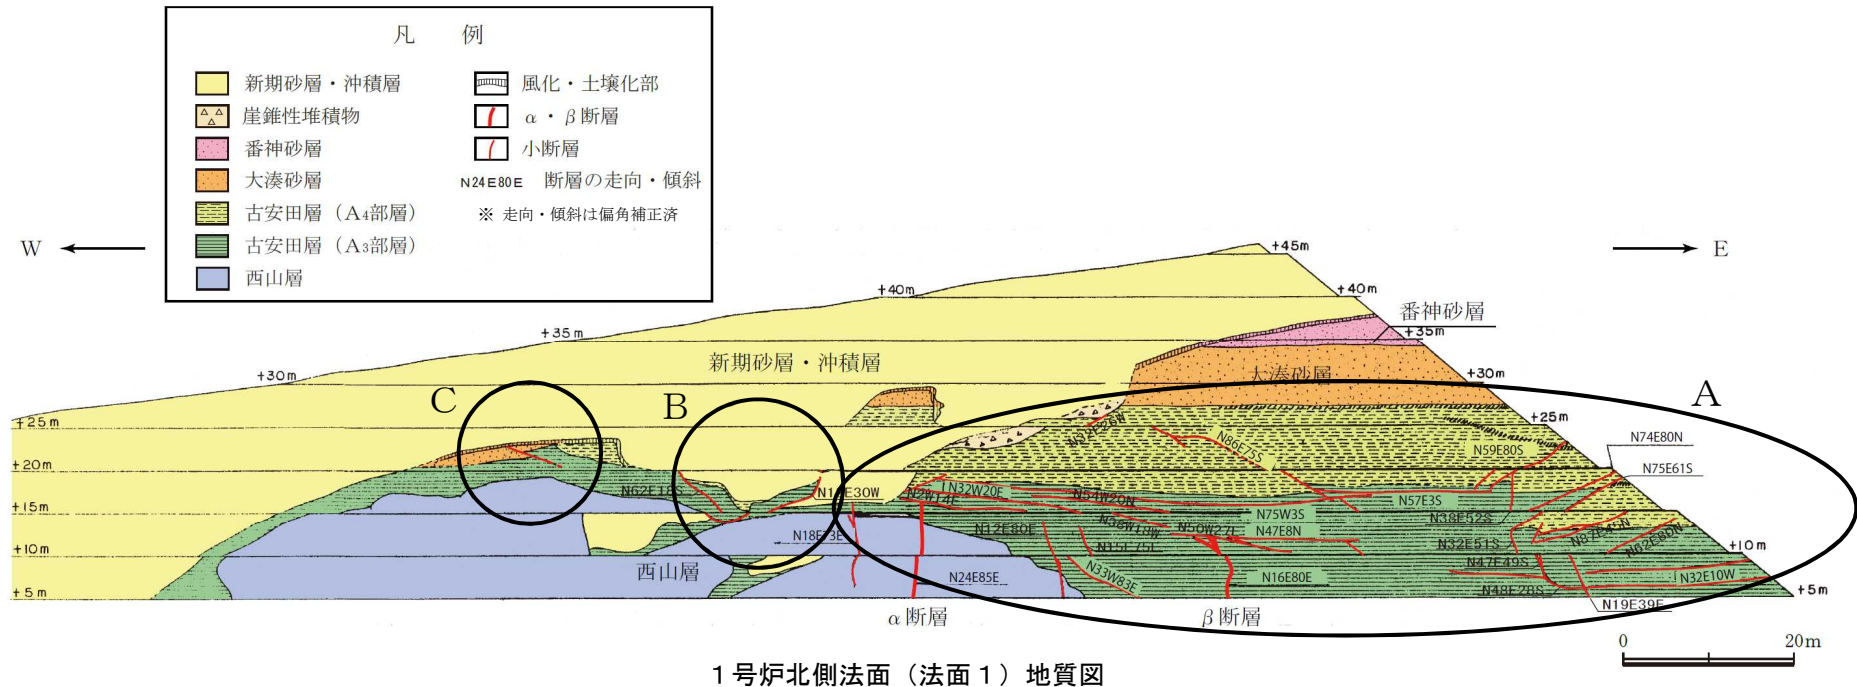 凡 例
新期砂層・沖積層
崖錐性堆積物
番神砂層
大湊砂層
古安田層（A4部層）
古安田層（A3部層）
西山層
風化・土壌化部
α・β断層
小断層
N24E80E 断層の走向・傾斜
※ 走向・傾斜は偏角補正済
W
E
+45m
+40m
+40m
番神砂層
+35m
+35m
新期砂層・沖積層
+30m
大湊砂層
+30m
C
B
A
+25m
+25m
N86E75S
N59E80S
N74E80N
+20m
N75E61S
N32W20E
N54W20N
N57E3S
N2W14E
+15m
N75W3S
N38E52S
N12E80E
N50W27E
N47E8N
N18E73E
N32E51S
N62E80N
+10m
+10m
N47E49S
西山層
N33W83E
N24E85E
N16E80E
N32E10W
N48E28S
+5m
+5m
N19E39E
α断層
β断層
0 20m
1号炉北側法面（法面1）地質図